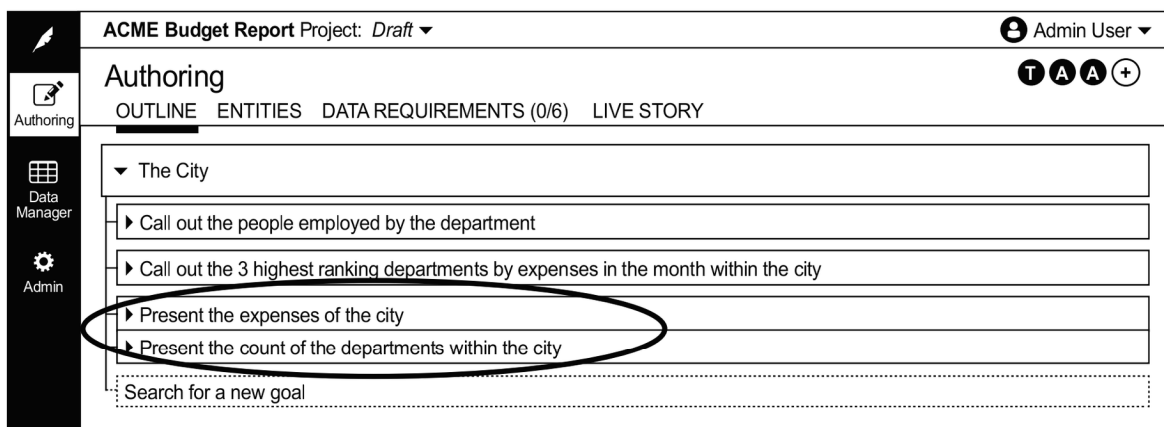 ACME Budget Report Project: Draft
Admin User
Authoring
T A A +
OUTLINE ENTITIES DATA REQUIREMENTS (0/6) LIVE STORY
Authoring
Data
Manager
Admin
The City
Call out the people employed by the department
Call out the 3 highest ranking departments by expenses in the month within the city
Present the expenses of the city
Present the count of the departments within the city
Search for a new goal